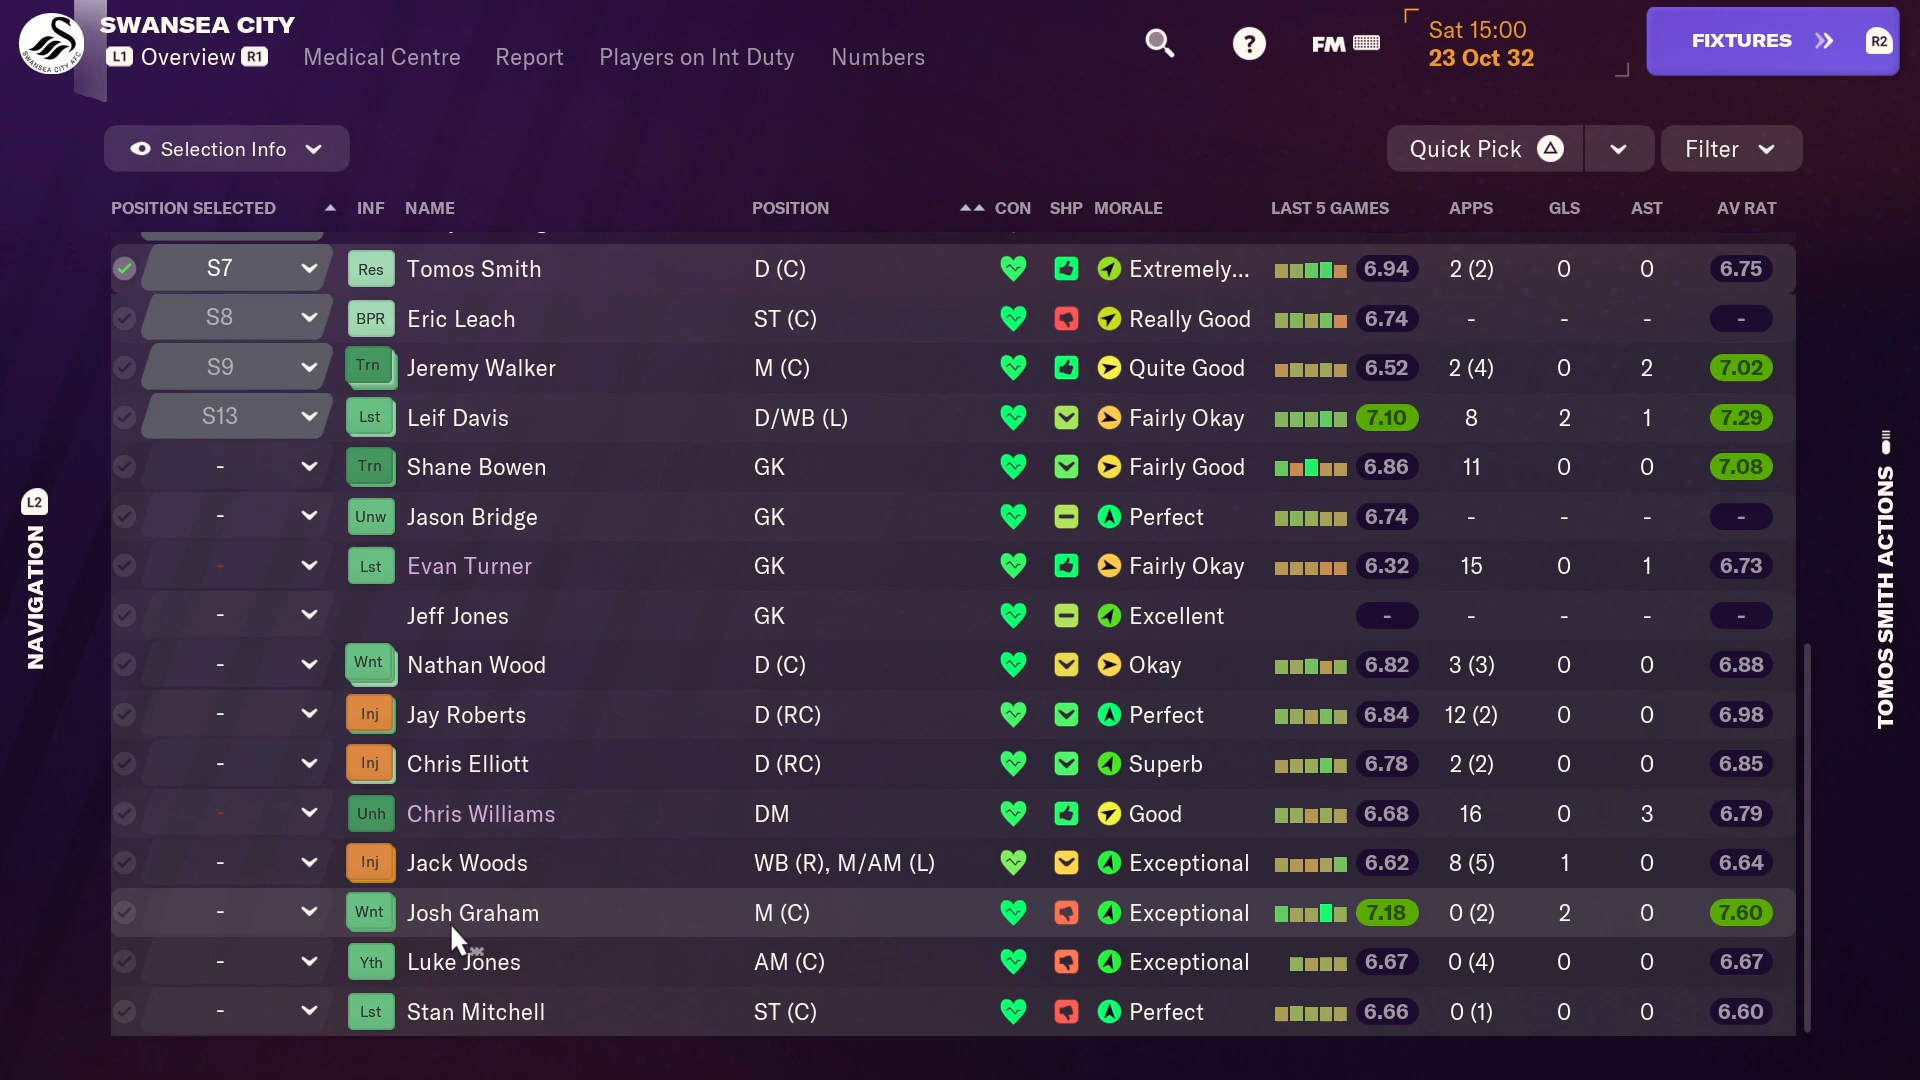 SWANSEA CITY
L1 Overview R1 Medical Centre Report Players on Int Duty Numbers
? FM Sat 15:00
23 Oct 32
FIXTURES R2
Selection Info Quick Pick Filter
POSITION SELECTED INF NAME POSITION CON SHP MORALE LAST 5 GAMES APPS GLS AST AV RAT
S7 Res Tomos Smith D (C) Extremely... 6.94 2 (2) 0 0 6.75
S8 BPR Eric Leach ST (C) Really Good 6.74 - - - -
S9 Trn Jeremy Walker M (C) Quite Good 6.52 2 (4) 0 2 7.02
S13 Lst Leif Davis D/WB (L) Fairly Okay 7.10 8 2 1 7.29
- Trn Shane Bowen GK Fairly Good 6.86 11 0 0 7.08
- Unw Jason Bridge GK Perfect 6.74 - - - -
- Lst Evan Turner GK Fairly Okay 6.32 15 0 1 6.73
- Jeff Jones GK Excellent - - - - -
- Wnt Nathan Wood D (C) Okay 6.82 3 (3) 0 0 6.88
- Inj Jay Roberts D (RC) Perfect 6.84 12 (2) 0 0 6.98
- Inj Chris Elliott D (RC) Superb 6.78 2 (2) 0 0 6.85
- Unh Chris Williams DM Good 6.68 16 0 3 6.79
- Inj Jack Woods WB (R), M/AM (L) Exceptional 6.62 8 (5) 1 0 6.64
- Wnt Josh Graham M (C) Exceptional 7.18 0 (2) 2 0 7.60
- Yth Luke Jones AM (C) Exceptional 6.67 0 (4) 0 0 6.67
- Lst Stan Mitchell ST (C) Perfect 6.66 0 (1) 0 0 6.60
L2
NAVIGATION
TOMOS ASMITH ACTIONS